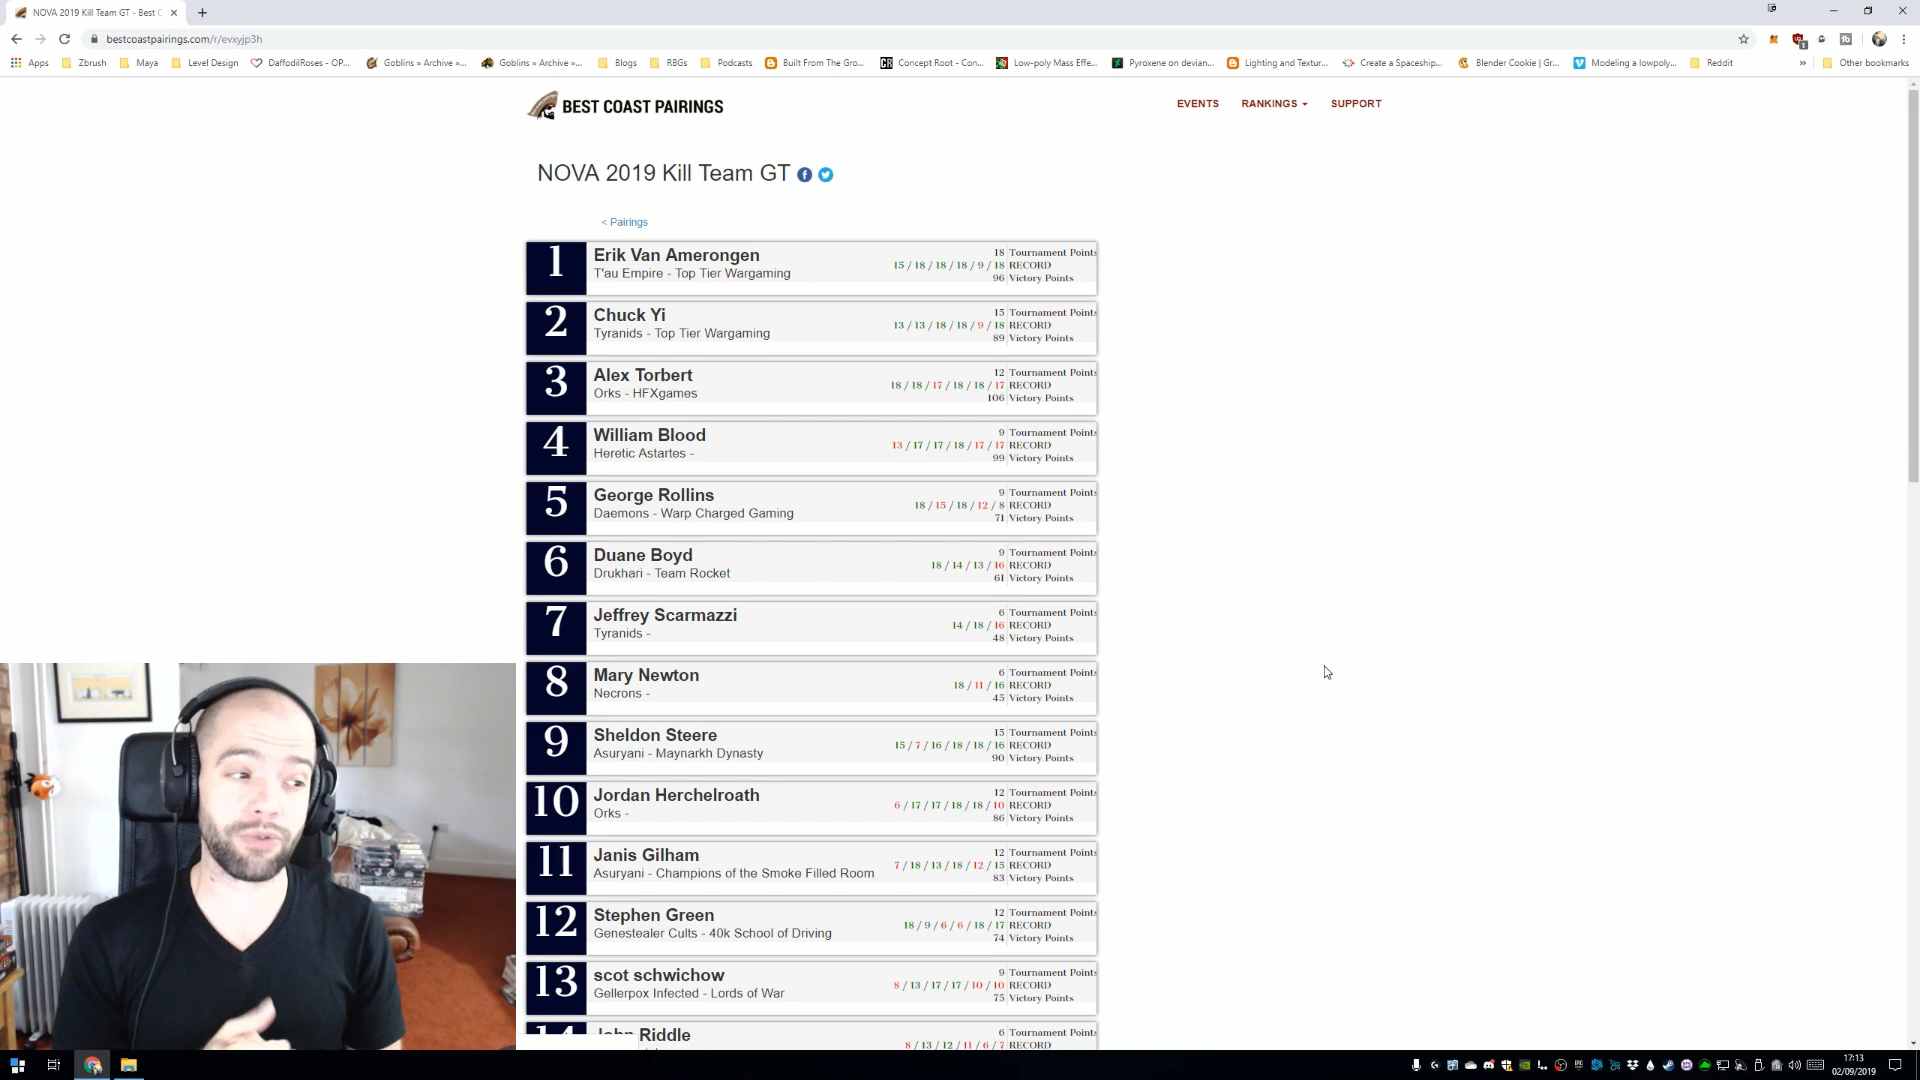 NOVA 2019 Kill Team GT - Best C
bestcoastpairings.com/r/evxyjp3h
Apps Zbrush Maya Level Design DaffodilRoses - OP... Goblins » Archive »... Goblins » Archive »... Blogs RBGs Podcasts Built From The Gro... Concept Root - Con... Low-poly Mass Effe... Pyroxene on devian... Lighting and Textur... Create a Spaceship... Blender Cookie | Gr... Modeling a lowpoly... Reddit » Other bookmarks
BEST COAST PAIRINGS
EVENTS RANKINGS SUPPORT
NOVA 2019 Kill Team GT
< Pairings
1
Erik Van Amerongen
T'au Empire - Top Tier Wargaming
18 Tournament Points
15 / 18 / 18 / 18 / 9 / 18 RECORD
96 Victory Points
2
Chuck Yi
Tyranids - Top Tier Wargaming
15 Tournament Points
13 / 13 / 18 / 18 / 9 / 18 RECORD
89 Victory Points
3
Alex Torbert
Orks - HFXgames
12 Tournament Points
18 / 18 / 17 / 18 / 18 / 17 RECORD
106 Victory Points
4
William Blood
Heretic Astartes -
9 Tournament Points
13 / 17 / 17 / 18 / 17 / 17 RECORD
99 Victory Points
5
George Rollins
Daemons - Warp Charged Gaming
9 Tournament Points
18 / 15 / 18 / 12 / 8 RECORD
71 Victory Points
6
Duane Boyd
Drukhari - Team Rocket
9 Tournament Points
18 / 14 / 13 / 16 RECORD
61 Victory Points
7
Jeffrey Scarmazzi
Tyranids -
6 Tournament Points
14 / 18 / 16 RECORD
48 Victory Points
8
Mary Newton
Necrons -
6 Tournament Points
18 / 11 / 16 RECORD
45 Victory Points
9
Sheldon Steere
Asuryani - Maynarkh Dynasty
15 Tournament Points
15 / 7 / 16 / 18 / 18 / 16 RECORD
90 Victory Points
10
Jordan Herchelroath
Orks -
12 Tournament Points
6 / 17 / 17 / 18 / 18 / 10 RECORD
86 Victory Points
11
Janis Gilham
Asuryani - Champions of the Smoke Filled Room
12 Tournament Points
7 / 18 / 13 / 18 / 12 / 15 RECORD
83 Victory Points
12
Stephen Green
Genestealer Cults - 40k School of Driving
12 Tournament Points
18 / 9 / 6 / 6 / 18 / 17 RECORD
74 Victory Points
13
scot schwichow
Gellerpox Infected - Lords of War
9 Tournament Points
8 / 13 / 17 / 17 / 10 / 10 RECORD
75 Victory Points
14
John Riddle
6 Tournament Points
8 / 13 / 12 / 11 / 6 / 7 RECORD
17:13
02/09/2019